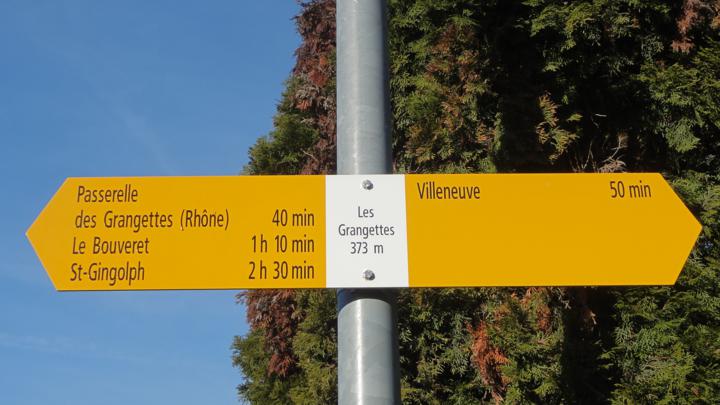 Passerelle
des Grangettes (Rhône) 40 min
Le Bouveret 1 h 10 min
St-Gingolph 2 h 30 min
Les
Grangettes
373 m
Villeneuve 50 min